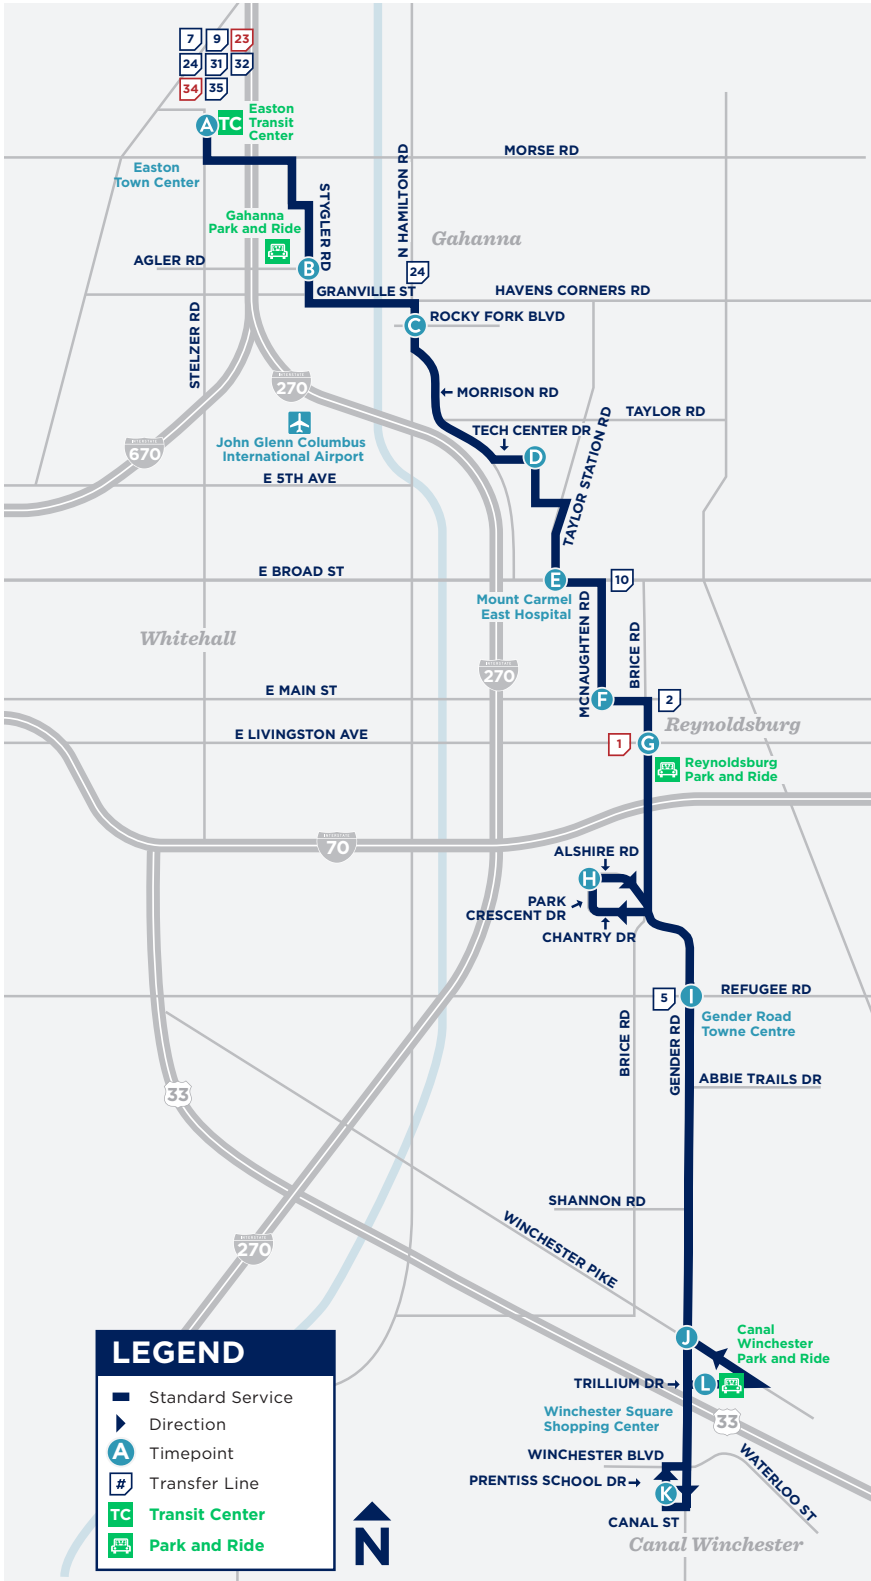 7
9
23
24
31
32
34
35
A
TC
Easton
Transit
Center
MORSE RD
Easton
Town Center
N HAMILTON RD
STYGLER RD
Gahanna
Park and Ride
Gahanna
AGLER RD
B
24
GRANVILLE ST
HAVENS CORNERS RD
C
ROCKY FORK BLVD
STELZER RD
INTERSTATE
270
MORRISON RD
TAYLOR RD
TECH CENTER DR
John Glenn Columbus
International Airport
INTERSTATE
670
D
TAYLOR STATION RD
E 5TH AVE
E BROAD ST
E
10
Mount Carmel
East Hospital
MCNAUGHTEN RD
BRICE RD
Whitehall
INTERSTATE
270
E MAIN ST
F
2
Reynoldsburg
E LIVINGSTON AVE
1
G
Reynoldsburg
Park and Ride
INTERSTATE
70
ALSHIRE RD
H
PARK
CRESCENT DR
CHANTRY DR
5
I
REFUGEE RD
Gender Road
Towne Centre
BRICE RD
GENDER RD
ABBIE TRAILS DR
33
SHANNON RD
WINCHESTER PIKE
INTERSTATE
270
J
Canal
Winchester
Park and Ride
TRILLIUM DR
L
Winchester Square
Shopping Center
33
WINCHESTER BLVD
WATERLOO ST
PRENTISS SCHOOL DR
K
CANAL ST
Canal Winchester
LEGEND
Standard Service
Direction
A
Timepoint
#
Transfer Line
TC
Transit Center
Park and Ride
N